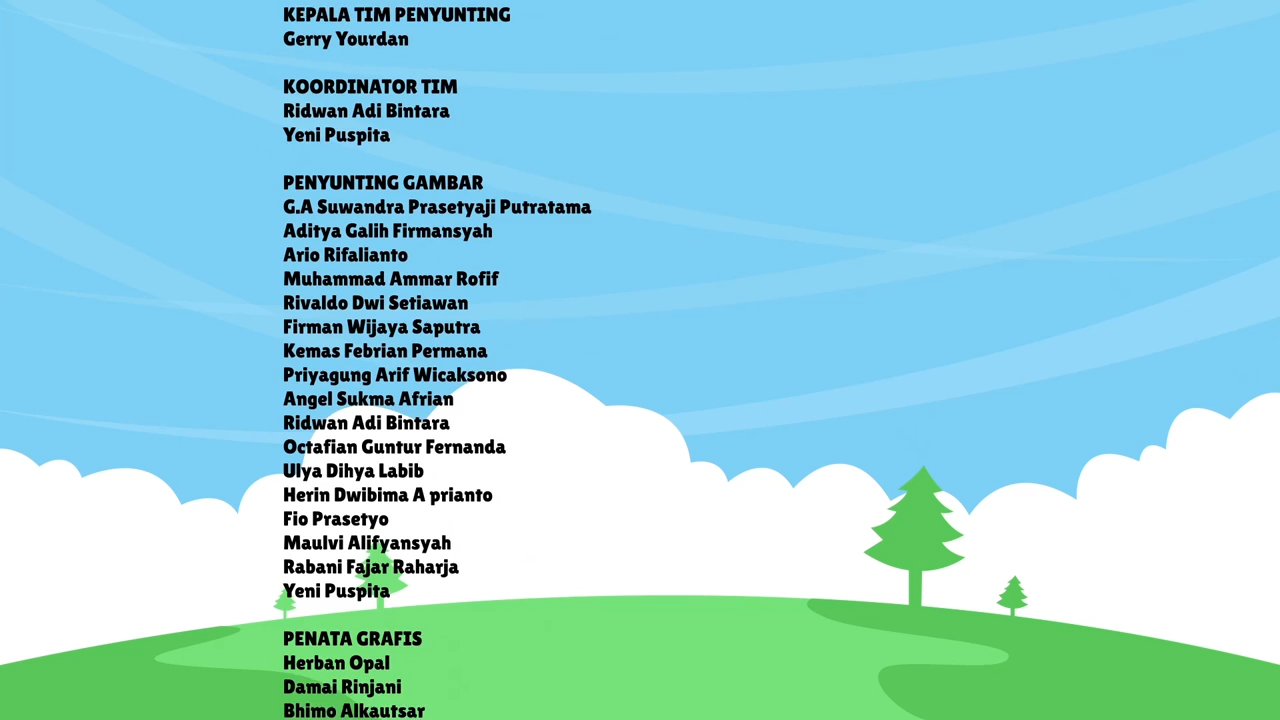 KEPALA TIM PENYUNTING
Gerry Yourdan
KOORDINATOR TIM
Ridwan Adi Bintara
Yeni Puspita
PENYUNTING GAMBAR
G.A Suwandra Prasetyaji Putratama
Aditya Galih Firmansyah
Ario Rifalianto
Muhammad Ammar Rofif
Rivaldo Dwi Setiawan
Firman Wijaya Saputra
Kemas Febrian Permana
Priyagung Arif Wicaksono
Angel Sukma Afrian
Ridwan Adi Bintara
Octafian Guntur Fernanda
Ulya Dihya Labib
Herin Dwibima A prianto
Fio Prasetyo
Maulvi Alifyansyah
Rabani Fajar Raharja
Yeni Puspita
PENATA GRAFIS
Herban Opal
Damai Rinjani
Bhimo Alkautsar